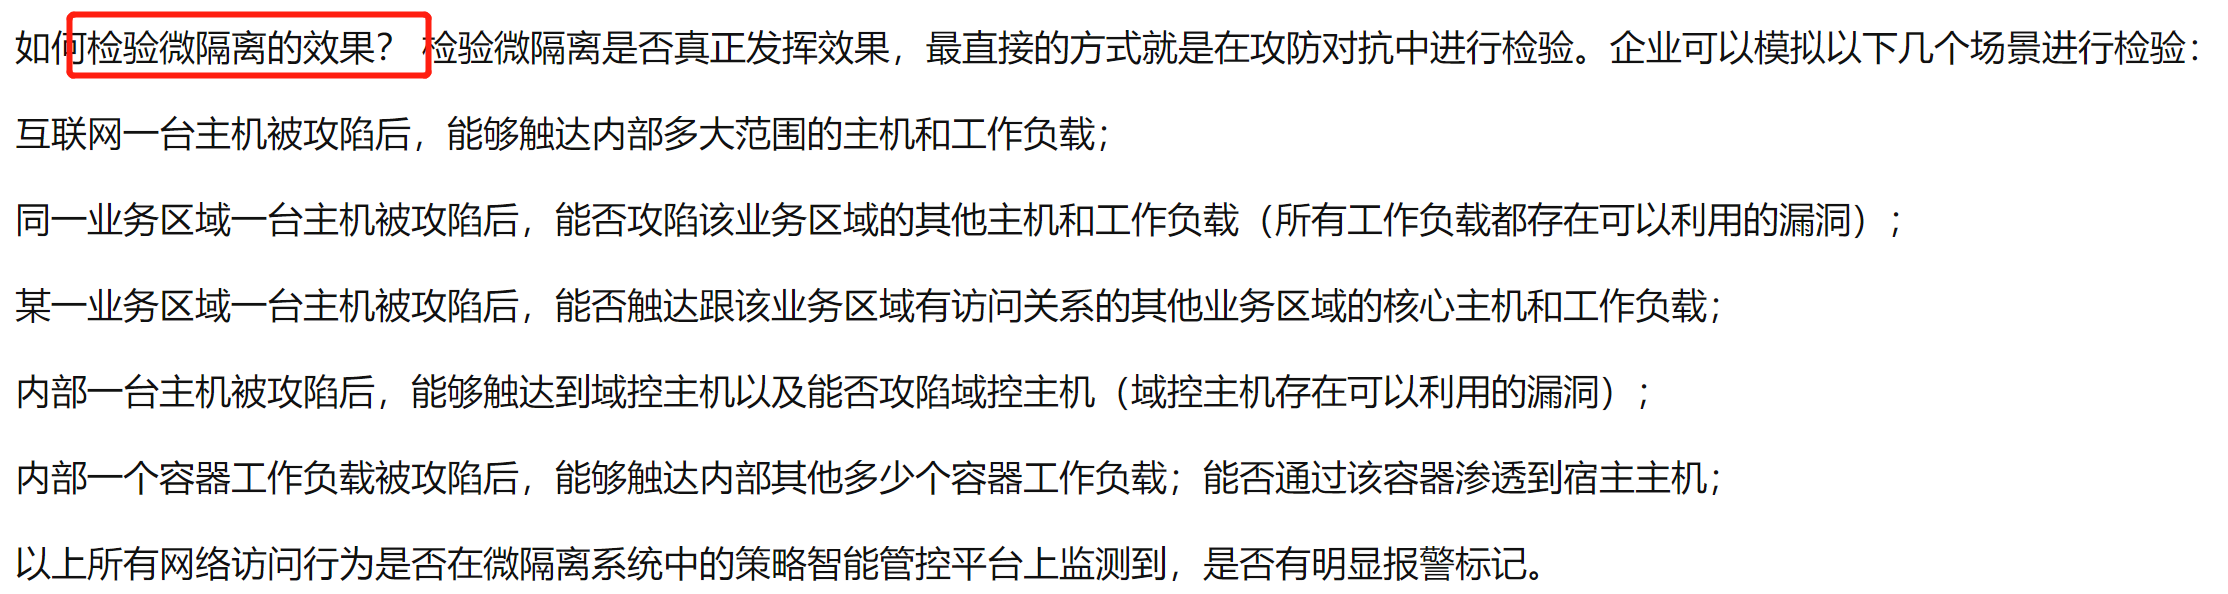 如何检验微隔离的效果？ 检验微隔离是否真正发挥效果，最直接的方式就是在攻防对抗中进行检验。企业可以模拟以下几个场景进行检验：
互联网一台主机被攻陷后，能够触达内部多大范围的主机和工作负载；
同一业务区域一台主机被攻陷后，能否攻陷该业务区域的其他主机和工作负载（所有工作负载都存在可以利用的漏洞）；
某一业务区域一台主机被攻陷后，能否触达跟该业务区域有访问关系的其他业务区域的核心主机和工作负载；
内部一台主机被攻陷后，能够触达到域控主机以及能否攻陷域控主机（域控主机存在可以利用的漏洞）；
内部一个容器工作负载被攻陷后，能够触达内部其他多少个容器工作负载；能否通过该容器渗透到宿主主机；
以上所有网络访问行为是否在微隔离系统中的策略智能管控平台上监测到，是否有明显报警标记。